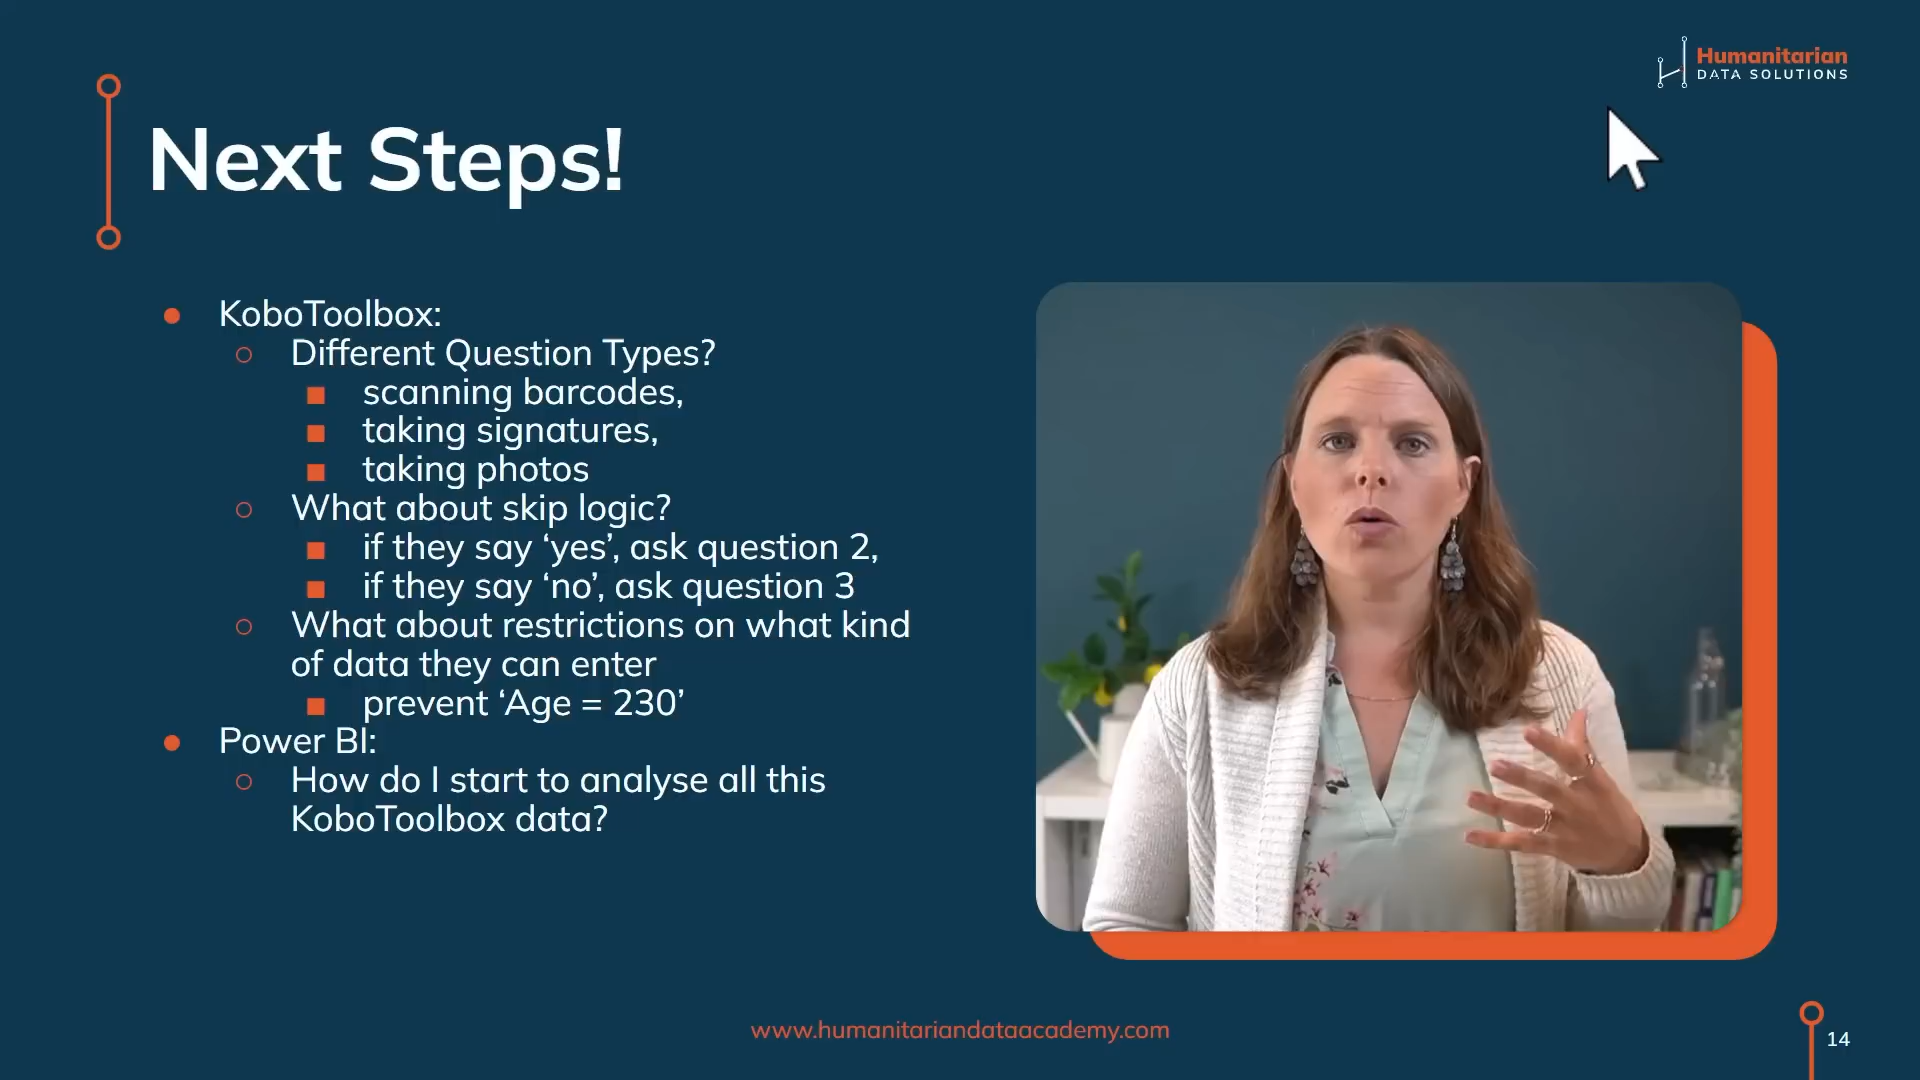 Humanitarian
DATA SOLUTIONS
Next Steps!
KoboToolbox:
Different Question Types?
scanning barcodes,
taking signatures,
taking photos
What about skip logic?
if they say ‘yes’, ask question 2,
if they say ‘no’, ask question 3
What about restrictions on what kind
of data they can enter
prevent ‘Age = 230’
Power BI:
How do I start to analyse all this
KoboToolbox data?
www.humanitariandataacademy.com
14